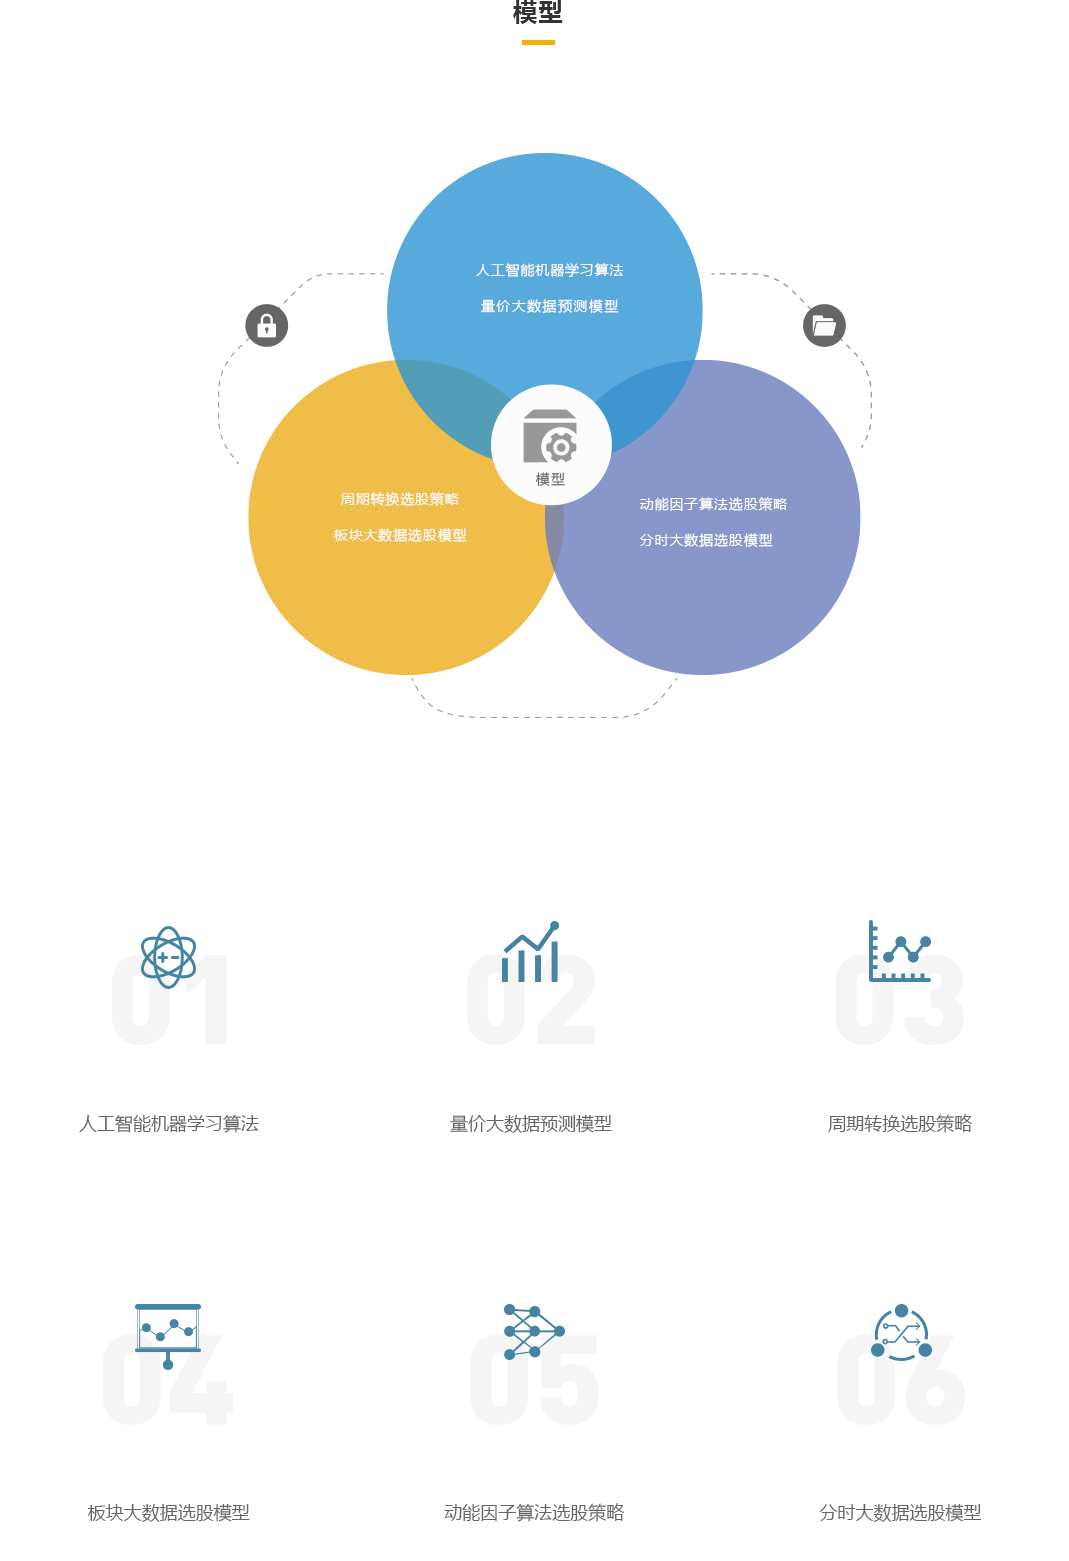 模型
人工智能机器学习算法
量价大数据预测模型
模型
周期转换选股策略
板块大数据选股模型
动能因子算法选股策略
分时大数据选股模型
01
02
03
人工智能机器学习算法
量价大数据预测模型
周期转换选股策略
04
05
06
板块大数据选股模型
动能因子算法选股策略
分时大数据选股模型